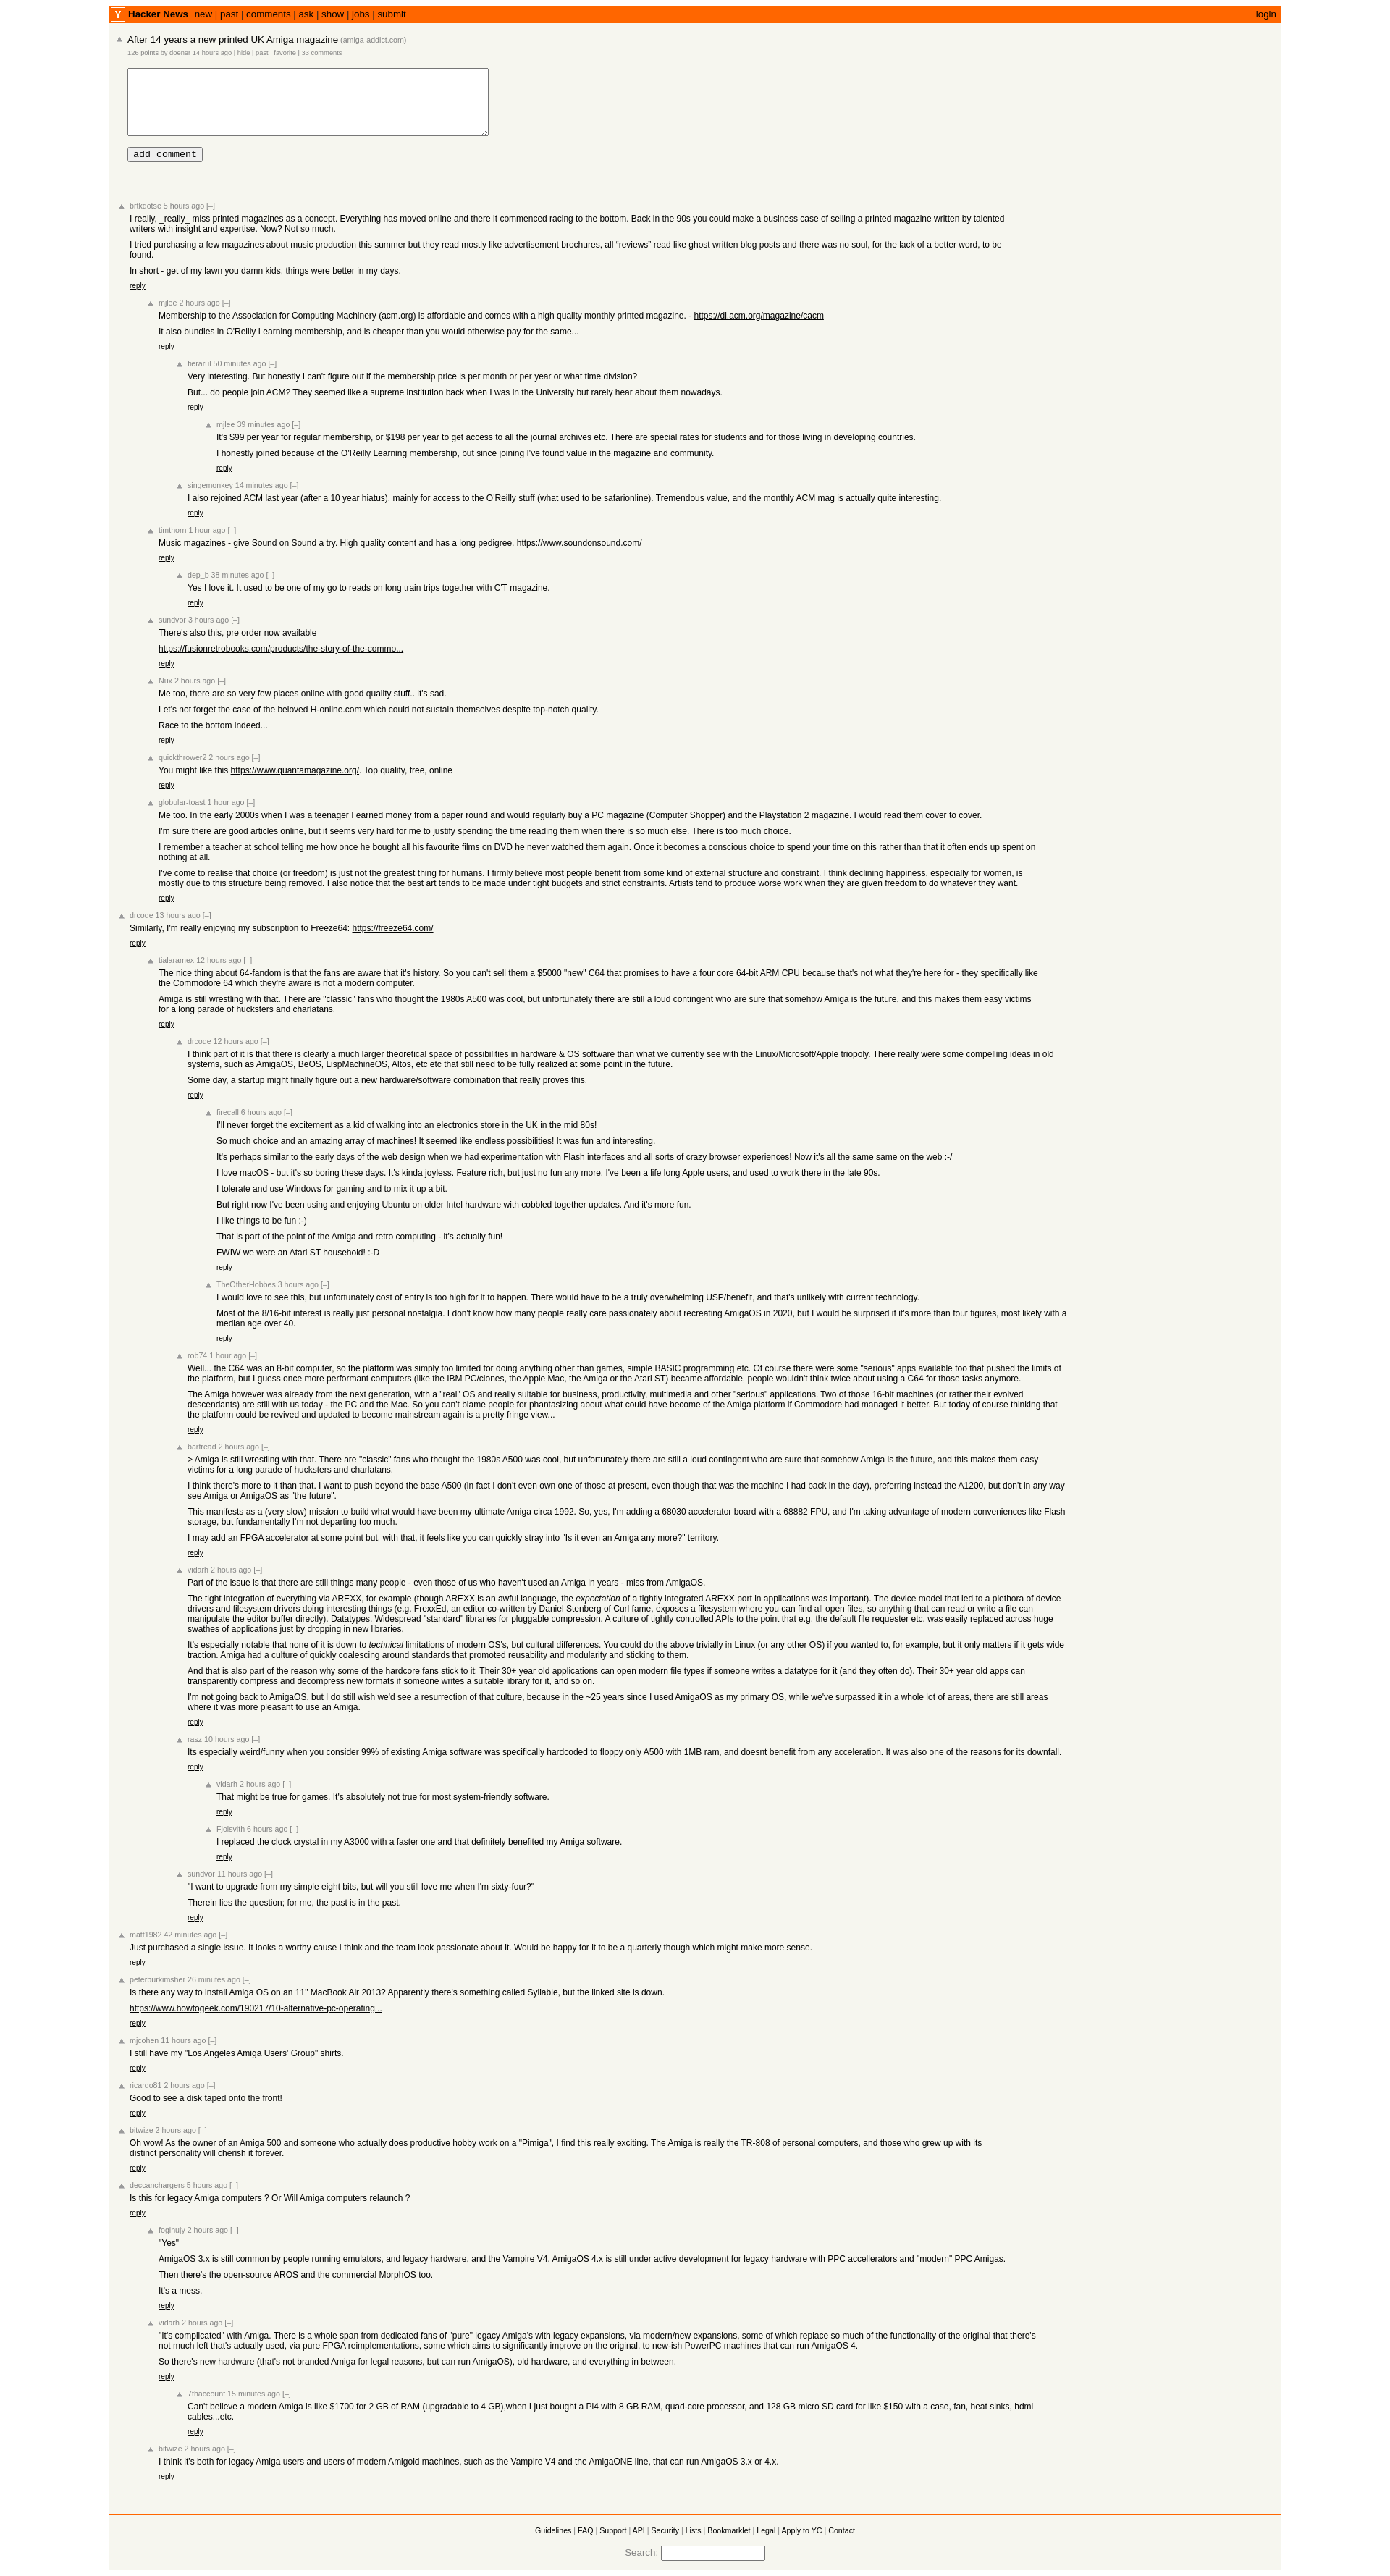 Y Hacker News new | past | comments | ask | show | jobs | submit login
After 14 years a new printed UK Amiga magazine (amiga-addict.com)
126 points by doener 14 hours ago | hide | past | favorite | 33 comments
add comment
brtkdotse 5 hours ago [–]
I really, _really_ miss printed magazines as a concept. Everything has moved online and there it commenced racing to the bottom. Back in the 90s you could make a business case of selling a printed magazine written by talented
writers with insight and expertise. Now? Not so much.
I tried purchasing a few magazines about music production this summer but they read mostly like advertisement brochures, all “reviews” read like ghost written blog posts and there was no soul, for the lack of a better word, to be
found.
In short - get of my lawn you damn kids, things were better in my days.
reply
mjlee 2 hours ago [–]
Membership to the Association for Computing Machinery (acm.org) is affordable and comes with a high quality monthly printed magazine. - https://dl.acm.org/magazine/cacm
It also bundles in O'Reilly Learning membership, and is cheaper than you would otherwise pay for the same...
reply
fierarul 50 minutes ago [–]
Very interesting. But honestly I can't figure out if the membership price is per month or per year or what time division?
But... do people join ACM? They seemed like a supreme institution back when I was in the University but rarely hear about them nowadays.
reply
mjlee 39 minutes ago [–]
It's $99 per year for regular membership, or $198 per year to get access to all the journal archives etc. There are special rates for students and for those living in developing countries.
I honestly joined because of the O'Reilly Learning membership, but since joining I've found value in the magazine and community.
reply
singemonkey 14 minutes ago [–]
I also rejoined ACM last year (after a 10 year hiatus), mainly for access to the O'Reilly stuff (what used to be safarionline). Tremendous value, and the monthly ACM mag is actually quite interesting.
reply
timthorn 1 hour ago [–]
Music magazines - give Sound on Sound a try. High quality content and has a long pedigree. https://www.soundonsound.com/
reply
dep_b 38 minutes ago [–]
Yes I love it. It used to be one of my go to reads on long train trips together with C'T magazine.
reply
sundvor 3 hours ago [–]
There's also this, pre order now available
https://fusionretrobooks.com/products/the-story-of-the-commo...
reply
Nux 2 hours ago [–]
Me too, there are so very few places online with good quality stuff.. it's sad.
Let's not forget the case of the beloved H-online.com which could not sustain themselves despite top-notch quality.
Race to the bottom indeed...
reply
quickthrower2 2 hours ago [–]
You might like this https://www.quantamagazine.org/. Top quality, free, online
reply
globular-toast 1 hour ago [–]
Me too. In the early 2000s when I was a teenager I earned money from a paper round and would regularly buy a PC magazine (Computer Shopper) and the Playstation 2 magazine. I would read them cover to cover.
I'm sure there are good articles online, but it seems very hard for me to justify spending the time reading them when there is so much else. There is too much choice.
I remember a teacher at school telling me how once he bought all his favourite films on DVD he never watched them again. Once it becomes a conscious choice to spend your time on this rather than that it often ends up spent on
nothing at all.
I've come to realise that choice (or freedom) is just not the greatest thing for humans. I firmly believe most people benefit from some kind of external structure and constraint. I think declining happiness, especially for women, is
mostly due to this structure being removed. I also notice that the best art tends to be made under tight budgets and strict constraints. Artists tend to produce worse work when they are given freedom to do whatever they want.
reply
drcode 13 hours ago [–]
Similarly, I'm really enjoying my subscription to Freeze64: https://freeze64.com/
reply
tialaramex 12 hours ago [–]
The nice thing about 64-fandom is that the fans are aware that it's history. So you can't sell them a $5000 "new" C64 that promises to have a four core 64-bit ARM CPU because that's not what they're here for - they specifically like
the Commodore 64 which they're aware is not a modern computer.
Amiga is still wrestling with that. There are "classic" fans who thought the 1980s A500 was cool, but unfortunately there are still a loud contingent who are sure that somehow Amiga is the future, and this makes them easy victims
for a long parade of hucksters and charlatans.
reply
drcode 12 hours ago [–]
I think part of it is that there is clearly a much larger theoretical space of possibilities in hardware & OS software than what we currently see with the Linux/Microsoft/Apple triopoly. There really were some compelling ideas in old
systems, such as AmigaOS, BeOS, LispMachineOS, Altos, etc etc that still need to be fully realized at some point in the future.
Some day, a startup might finally figure out a new hardware/software combination that really proves this.
reply
firecall 6 hours ago [–]
I'll never forget the excitement as a kid of walking into an electronics store in the UK in the mid 80s!
So much choice and an amazing array of machines! It seemed like endless possibilities! It was fun and interesting.
It's perhaps similar to the early days of the web design when we had experimentation with Flash interfaces and all sorts of crazy browser experiences! Now it's all the same same on the web :-/
I love macOS - but it's so boring these days. It's kinda joyless. Feature rich, but just no fun any more. I've been a life long Apple users, and used to work there in the late 90s.
I tolerate and use Windows for gaming and to mix it up a bit.
But right now I've been using and enjoying Ubuntu on older Intel hardware with cobbled together updates. And it's more fun.
I like things to be fun :-)
That is part of the point of the Amiga and retro computing - it's actually fun!
FWIW we were an Atari ST household! :-D
reply
TheOtherHobbes 3 hours ago [–]
I would love to see this, but unfortunately cost of entry is too high for it to happen. There would have to be a truly overwhelming USP/benefit, and that's unlikely with current technology.
Most of the 8/16-bit interest is really just personal nostalgia. I don't know how many people really care passionately about recreating AmigaOS in 2020, but I would be surprised if it's more than four figures, most likely with a
median age over 40.
reply
rob74 1 hour ago [–]
Well... the C64 was an 8-bit computer, so the platform was simply too limited for doing anything other than games, simple BASIC programming etc. Of course there were some "serious" apps available too that pushed the limits of
the platform, but I guess once more performant computers (like the IBM PC/clones, the Apple Mac, the Amiga or the Atari ST) became affordable, people wouldn't think twice about using a C64 for those tasks anymore.
The Amiga however was already from the next generation, with a "real" OS and really suitable for business, productivity, multimedia and other "serious" applications. Two of those 16-bit machines (or rather their evolved
descendants) are still with us today - the PC and the Mac. So you can't blame people for phantasizing about what could have become of the Amiga platform if Commodore had managed it better. But today of course thinking that
the platform could be revived and updated to become mainstream again is a pretty fringe view...
reply
bartread 2 hours ago [–]
> Amiga is still wrestling with that. There are "classic" fans who thought the 1980s A500 was cool, but unfortunately there are still a loud contingent who are sure that somehow Amiga is the future, and this makes them easy
victims for a long parade of hucksters and charlatans.
I think there's more to it than that. I want to push beyond the base A500 (in fact I don't even own one of those at present, even though that was the machine I had back in the day), preferring instead the A1200, but don't in any way
see Amiga or AmigaOS as "the future".
This manifests as a (very slow) mission to build what would have been my ultimate Amiga circa 1992. So, yes, I'm adding a 68030 accelerator board with a 68882 FPU, and I'm taking advantage of modern conveniences like Flash
storage, but fundamentally I'm not departing too much.
I may add an FPGA accelerator at some point but, with that, it feels like you can quickly stray into "Is it even an Amiga any more?" territory.
reply
vidarh 2 hours ago [–]
Part of the issue is that there are still things many people - even those of us who haven't used an Amiga in years - miss from AmigaOS.
The tight integration of everything via AREXX, for example (though AREXX is an awful language, the expectation of a tightly integrated AREXX port in applications was important). The device model that led to a plethora of device
drivers and filesystem drivers doing interesting things (e.g. FrexxEd, an editor co-written by Daniel Stenberg of Curl fame, exposes a filesystem where you can find all open files, so anything that can read or write a file can
manipulate the editor buffer directly). Datatypes. Widespread "standard" libraries for pluggable compression. A culture of tightly controlled APIs to the point that e.g. the default file requester etc. was easily replaced across huge
swathes of applications just by dropping in new libraries.
It's especially notable that none of it is down to technical limitations of modern OS's, but cultural differences. You could do the above trivially in Linux (or any other OS) if you wanted to, for example, but it only matters if it gets wide
traction. Amiga had a culture of quickly coalescing around standards that promoted reusability and modularity and sticking to them.
And that is also part of the reason why some of the hardcore fans stick to it: Their 30+ year old applications can open modern file types if someone writes a datatype for it (and they often do). Their 30+ year old apps can
transparently compress and decompress new formats if someone writes a suitable library for it, and so on.
I'm not going back to AmigaOS, but I do still wish we'd see a resurrection of that culture, because in the ~25 years since I used AmigaOS as my primary OS, while we've surpassed it in a whole lot of areas, there are still areas
where it was more pleasant to use an Amiga.
reply
rasz 10 hours ago [–]
Its especially weird/funny when you consider 99% of existing Amiga software was specifically hardcoded to floppy only A500 with 1MB ram, and doesnt benefit from any acceleration. It was also one of the reasons for its downfall.
reply
vidarh 2 hours ago [–]
That might be true for games. It's absolutely not true for most system-friendly software.
reply
Fjolsvith 6 hours ago [–]
I replaced the clock crystal in my A3000 with a faster one and that definitely benefited my Amiga software.
reply
sundvor 11 hours ago [–]
"I want to upgrade from my simple eight bits, but will you still love me when I'm sixty-four?"
Therein lies the question; for me, the past is in the past.
reply
matt1982 42 minutes ago [–]
Just purchased a single issue. It looks a worthy cause I think and the team look passionate about it. Would be happy for it to be a quarterly though which might make more sense.
reply
peterburkimsher 26 minutes ago [–]
Is there any way to install Amiga OS on an 11" MacBook Air 2013? Apparently there's something called Syllable, but the linked site is down.
https://www.howtogeek.com/190217/10-alternative-pc-operating...
reply
mjcohen 11 hours ago [–]
I still have my "Los Angeles Amiga Users' Group" shirts.
reply
ricardo81 2 hours ago [–]
Good to see a disk taped onto the front!
reply
bitwize 2 hours ago [–]
Oh wow! As the owner of an Amiga 500 and someone who actually does productive hobby work on a "Pimiga", I find this really exciting. The Amiga is really the TR-808 of personal computers, and those who grew up with its
distinct personality will cherish it forever.
reply
deccanchargers 5 hours ago [–]
Is this for legacy Amiga computers ? Or Will Amiga computers relaunch ?
reply
fogihujy 2 hours ago [–]
"Yes"
AmigaOS 3.x is still common by people running emulators, and legacy hardware, and the Vampire V4. AmigaOS 4.x is still under active development for legacy hardware with PPC accellerators and "modern" PPC Amigas.
Then there's the open-source AROS and the commercial MorphOS too.
It's a mess.
reply
vidarh 2 hours ago [–]
"It's complicated" with Amiga. There is a whole span from dedicated fans of "pure" legacy Amiga's with legacy expansions, via modern/new expansions, some of which replace so much of the functionality of the original that there's
not much left that's actually used, via pure FPGA reimplementations, some which aims to significantly improve on the original, to new-ish PowerPC machines that can run AmigaOS 4.
So there's new hardware (that's not branded Amiga for legal reasons, but can run AmigaOS), old hardware, and everything in between.
reply
7thaccount 15 minutes ago [–]
Can't believe a modern Amiga is like $1700 for 2 GB of RAM (upgradable to 4 GB),when I just bought a Pi4 with 8 GB RAM, quad-core processor, and 128 GB micro SD card for like $150 with a case, fan, heat sinks, hdmi
cables...etc.
reply
bitwize 2 hours ago [–]
I think it's both for legacy Amiga users and users of modern Amigoid machines, such as the Vampire V4 and the AmigaONE line, that can run AmigaOS 3.x or 4.x.
reply
Guidelines | FAQ | Support | API | Security | Lists | Bookmarklet | Legal | Apply to YC | Contact
Search: